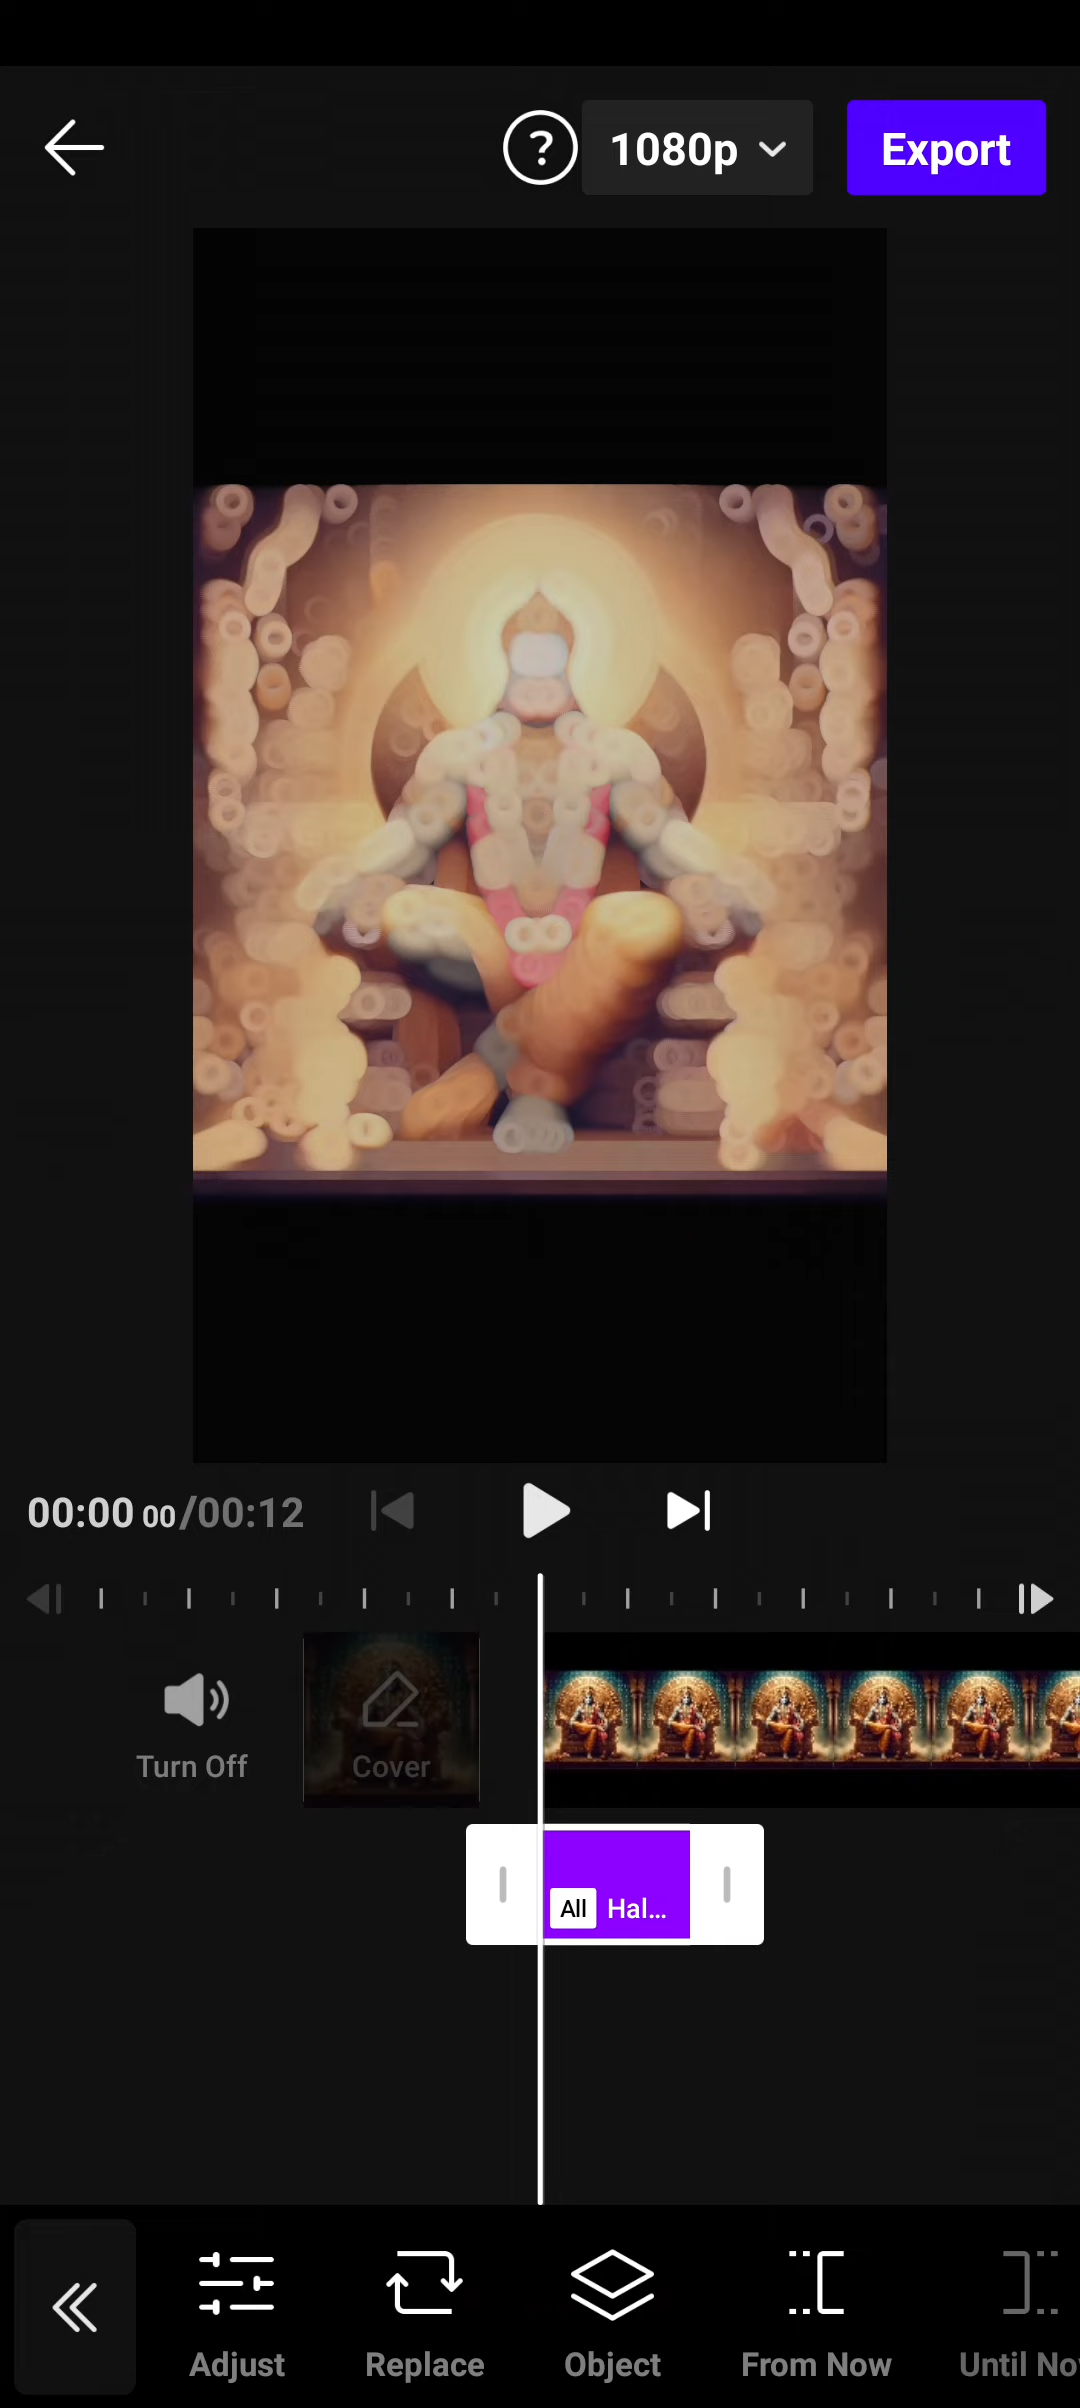 1080p
Export
00:00 00/00:12
Turn Off
Cover
All Hal...
Adjust
Replace
Object
From Now
Until No